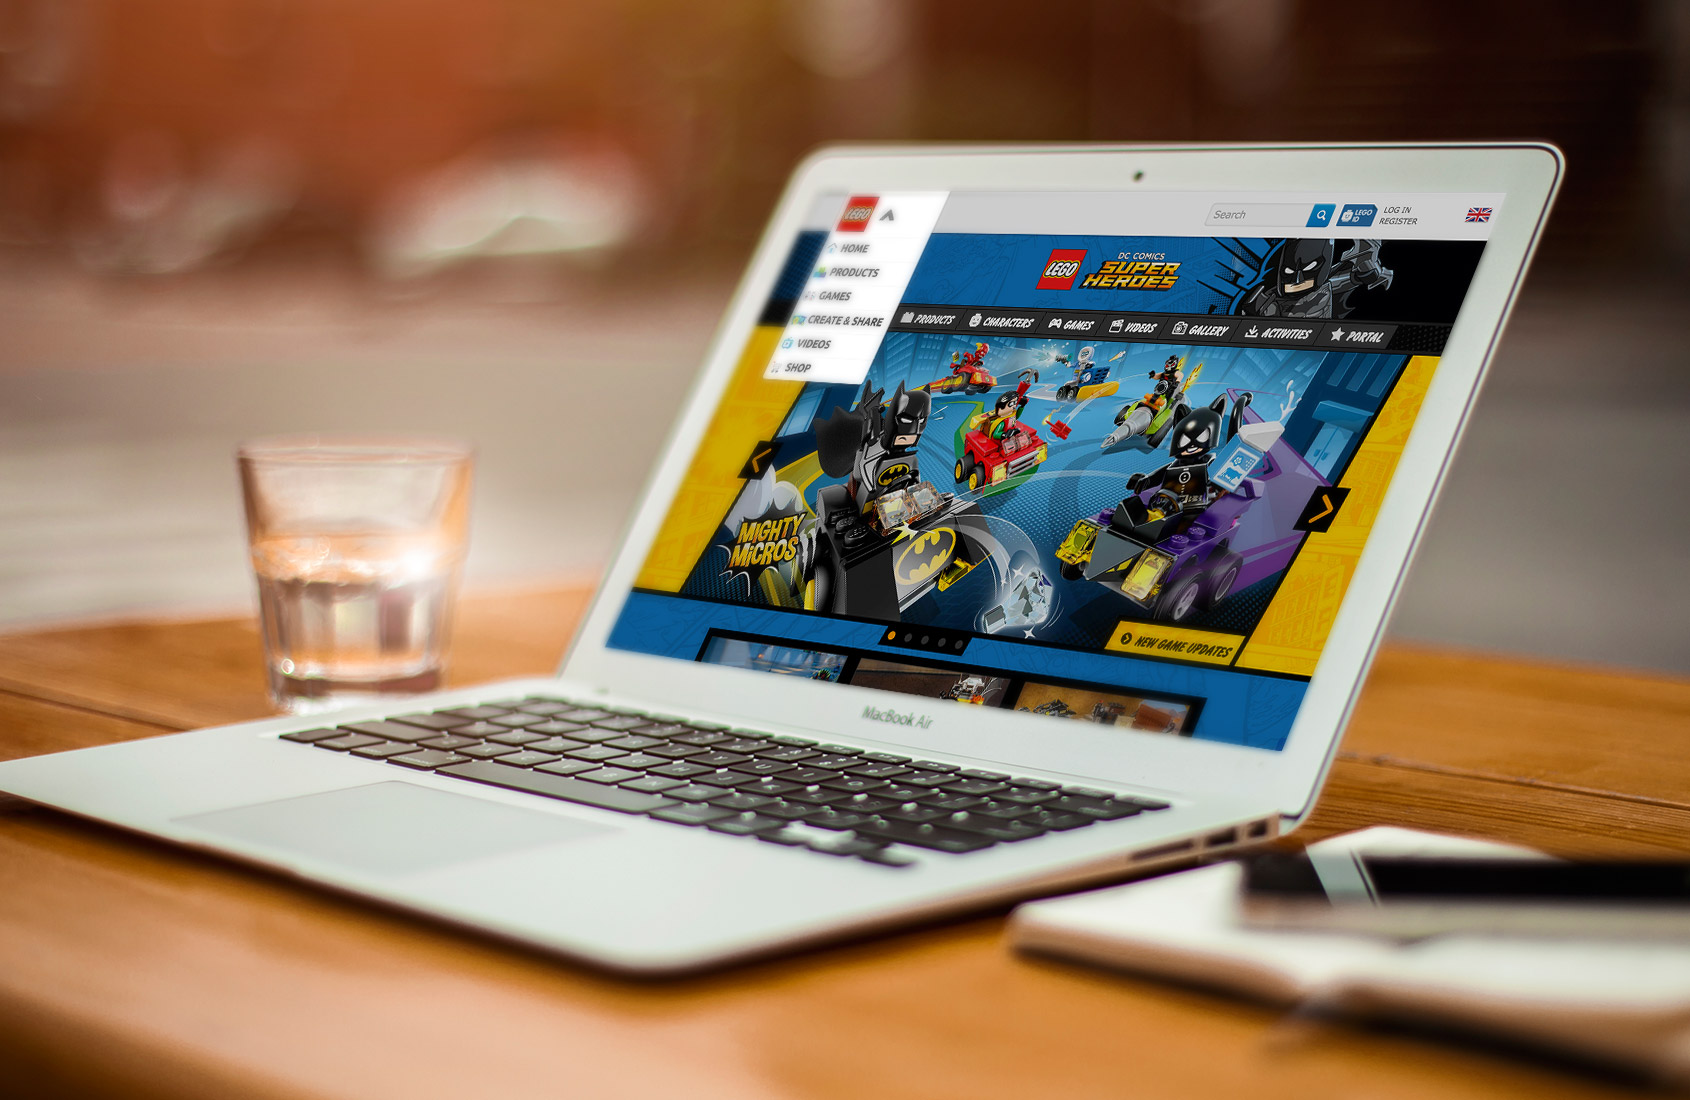 LEGO
Search
LEGO
ID
LOG IN
REGISTER
HOME
PRODUCTS
GAMES
CREATE & SHARE
VIDEOS
SHOP
LEGO
DC COMICS
SUPER
HEROES
PRODUCTS
CHARACTERS
GAMES
VIDEOS
GALLERY
ACTIVITIES
PORTAL
MIGHTY
MICROS
NEW GAME UPDATES
MacBook Air